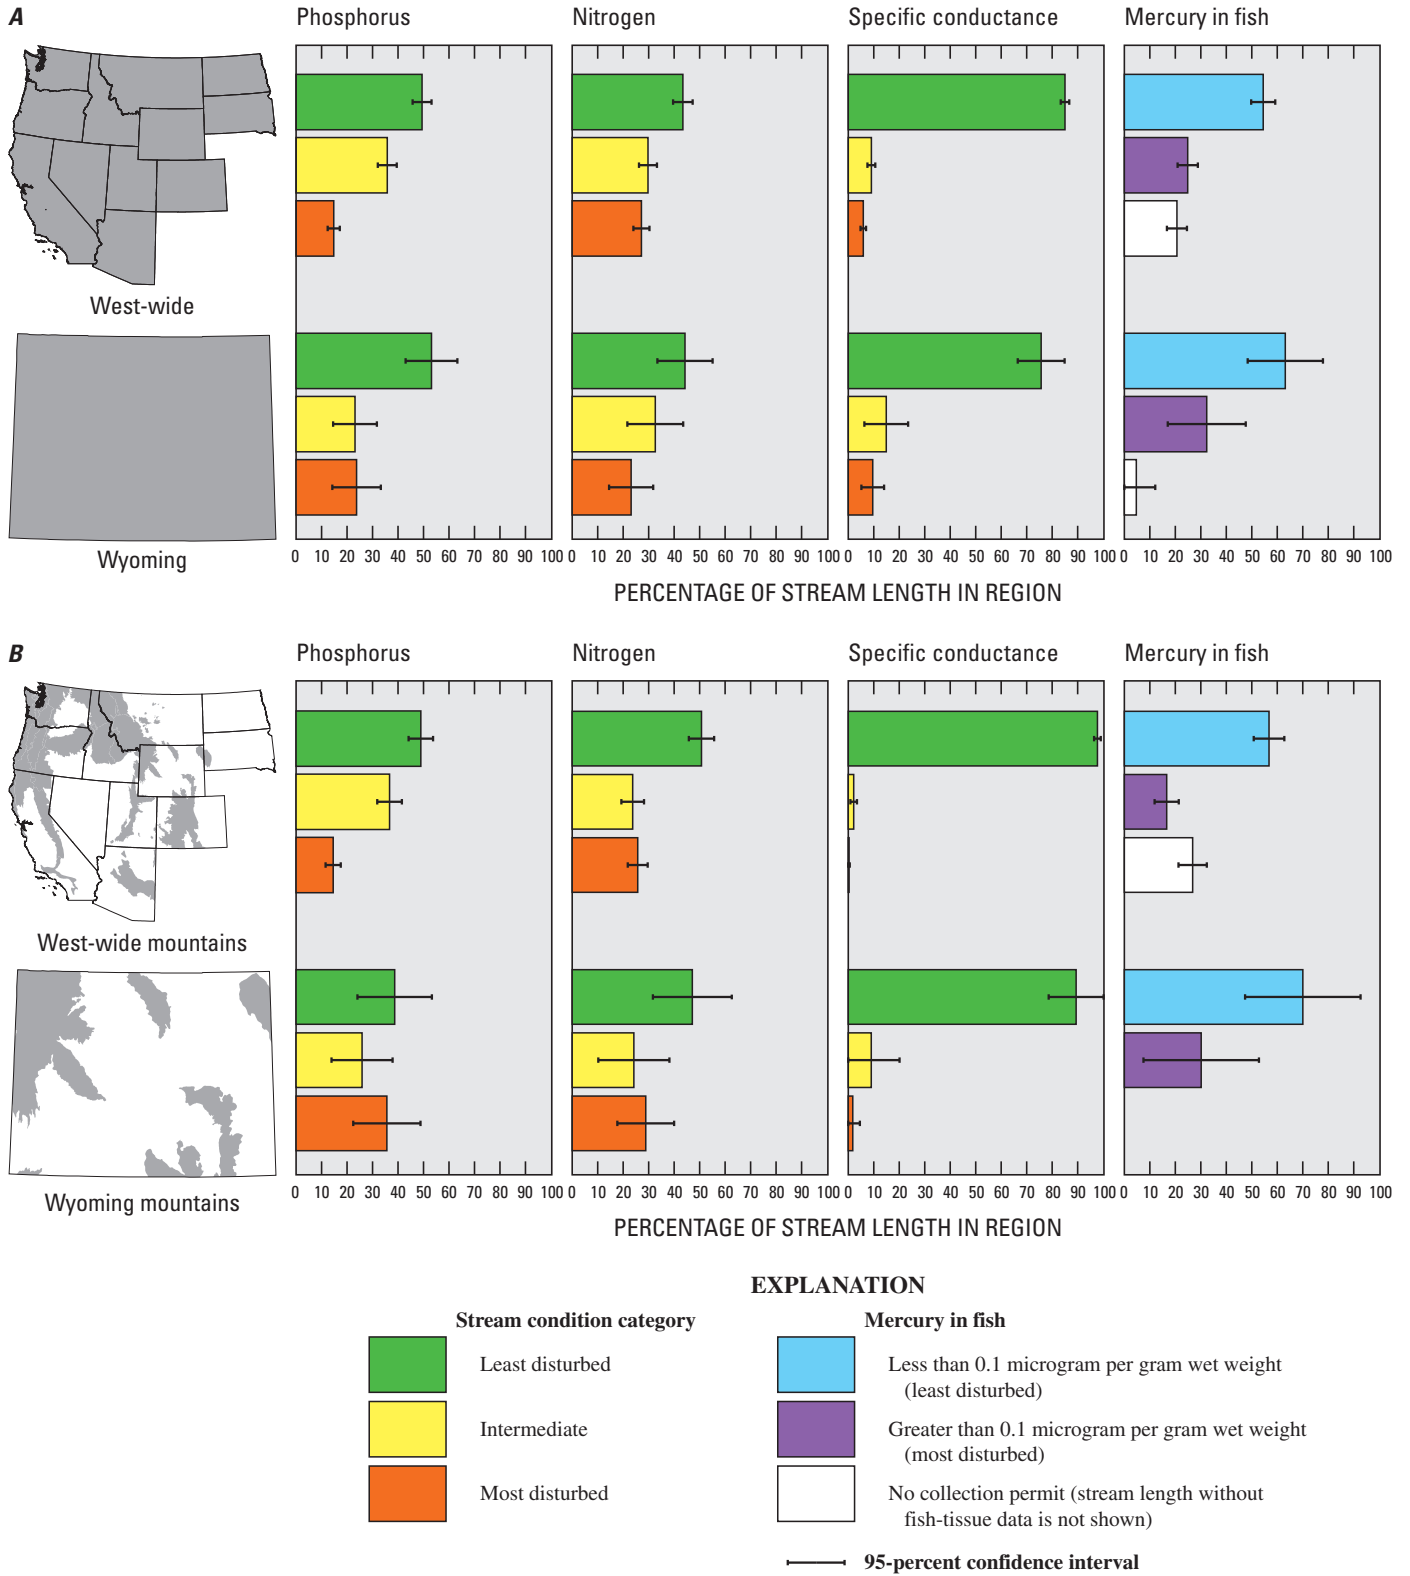 A
Phosphorus Nitrogen Specific conductance Mercury in fish
West-wide
Wyoming
0 10 20 30 40 50 60 70 80 90 100 0 10 20 30 40 50 60 70 80 90 100 0 10 20 30 40 50 60 70 80 90 100 0 10 20 30 40 50 60 70 80 90 100
PERCENTAGE OF STREAM LENGTH IN REGION
B
Phosphorus Nitrogen Specific conductance Mercury in fish
West-wide mountains
Wyoming mountains
0 10 20 30 40 50 60 70 80 90 100 0 10 20 30 40 50 60 70 80 90 100 0 10 20 30 40 50 60 70 80 90 100 0 10 20 30 40 50 60 70 80 90 100
PERCENTAGE OF STREAM LENGTH IN REGION
EXPLANATION
Stream condition category
Least disturbed
Intermediate
Most disturbed
Mercury in fish
Less than 0.1 microgram per gram wet weight
(least disturbed)
Greater than 0.1 microgram per gram wet weight
(most disturbed)
No collection permit (stream length without
fish-tissue data is not shown)
95-percent confidence interval